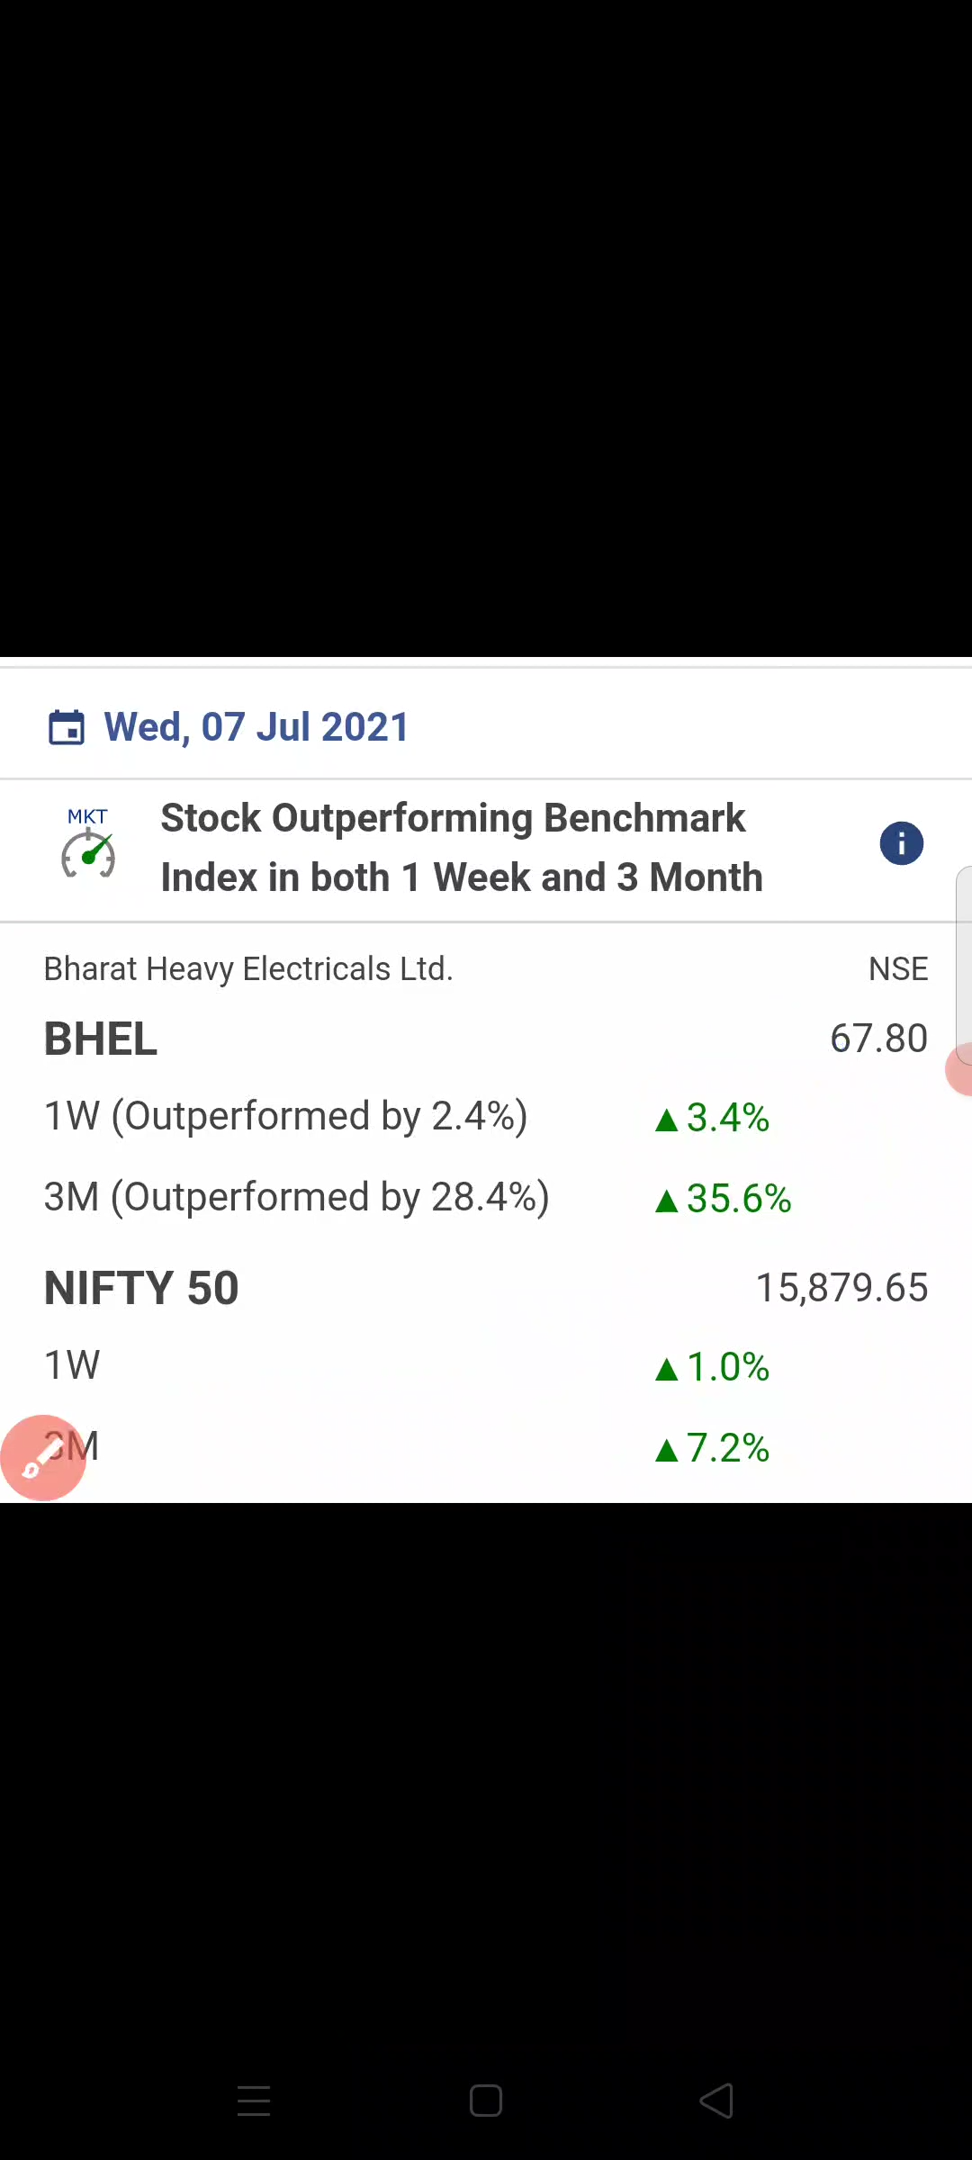 Wed, 07 Jul 2021
MKT
Stock Outperforming Benchmark
Index in both 1 Week and 3 Month
Bharat Heavy Electricals Ltd. NSE
BHEL 67.80
1W (Outperformed by 2.4%) ▲3.4%
3M (Outperformed by 28.4%) ▲35.6%
NIFTY 50 15,879.65
1W ▲1.0%
3M ▲7.2%